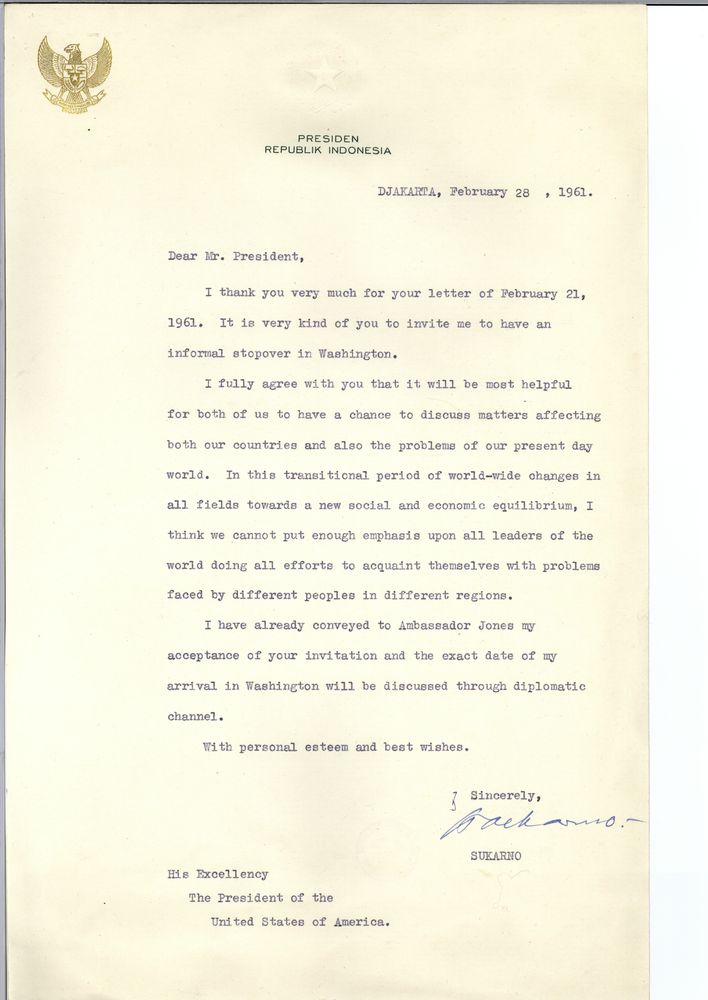 PRESIDEN
REPUBLIK INDONESIA
DJAKARTA, February 28 , 1961.
Dear Mr. President,
I thank you very much for your letter of February 21,
1961. It is very kind of you to invite me to have an
informal stopover in Washington.
I fully agree with you that it will be most helpful
for both of us to have a chance to discuss matters affecting
both our countries and also the problems of our present day
world. In this transitional period of world-wide changes in
all fields towards a new social and economic equilibrium, I
think we cannot put enough emphasis upon all leaders of the
world doing all efforts to acquaint themselves with problems
faced by different peoples in different regions.
I have already conveyed to Ambassador Jones my
acceptance of your invitation and the exact date of my
arrival in Washington will be discussed through diplomatic
channel.
With personal esteem and best wishes.
Sincerely,
Soekarno.-
SUKARNO
His Excellency
The President of the
United States of America.